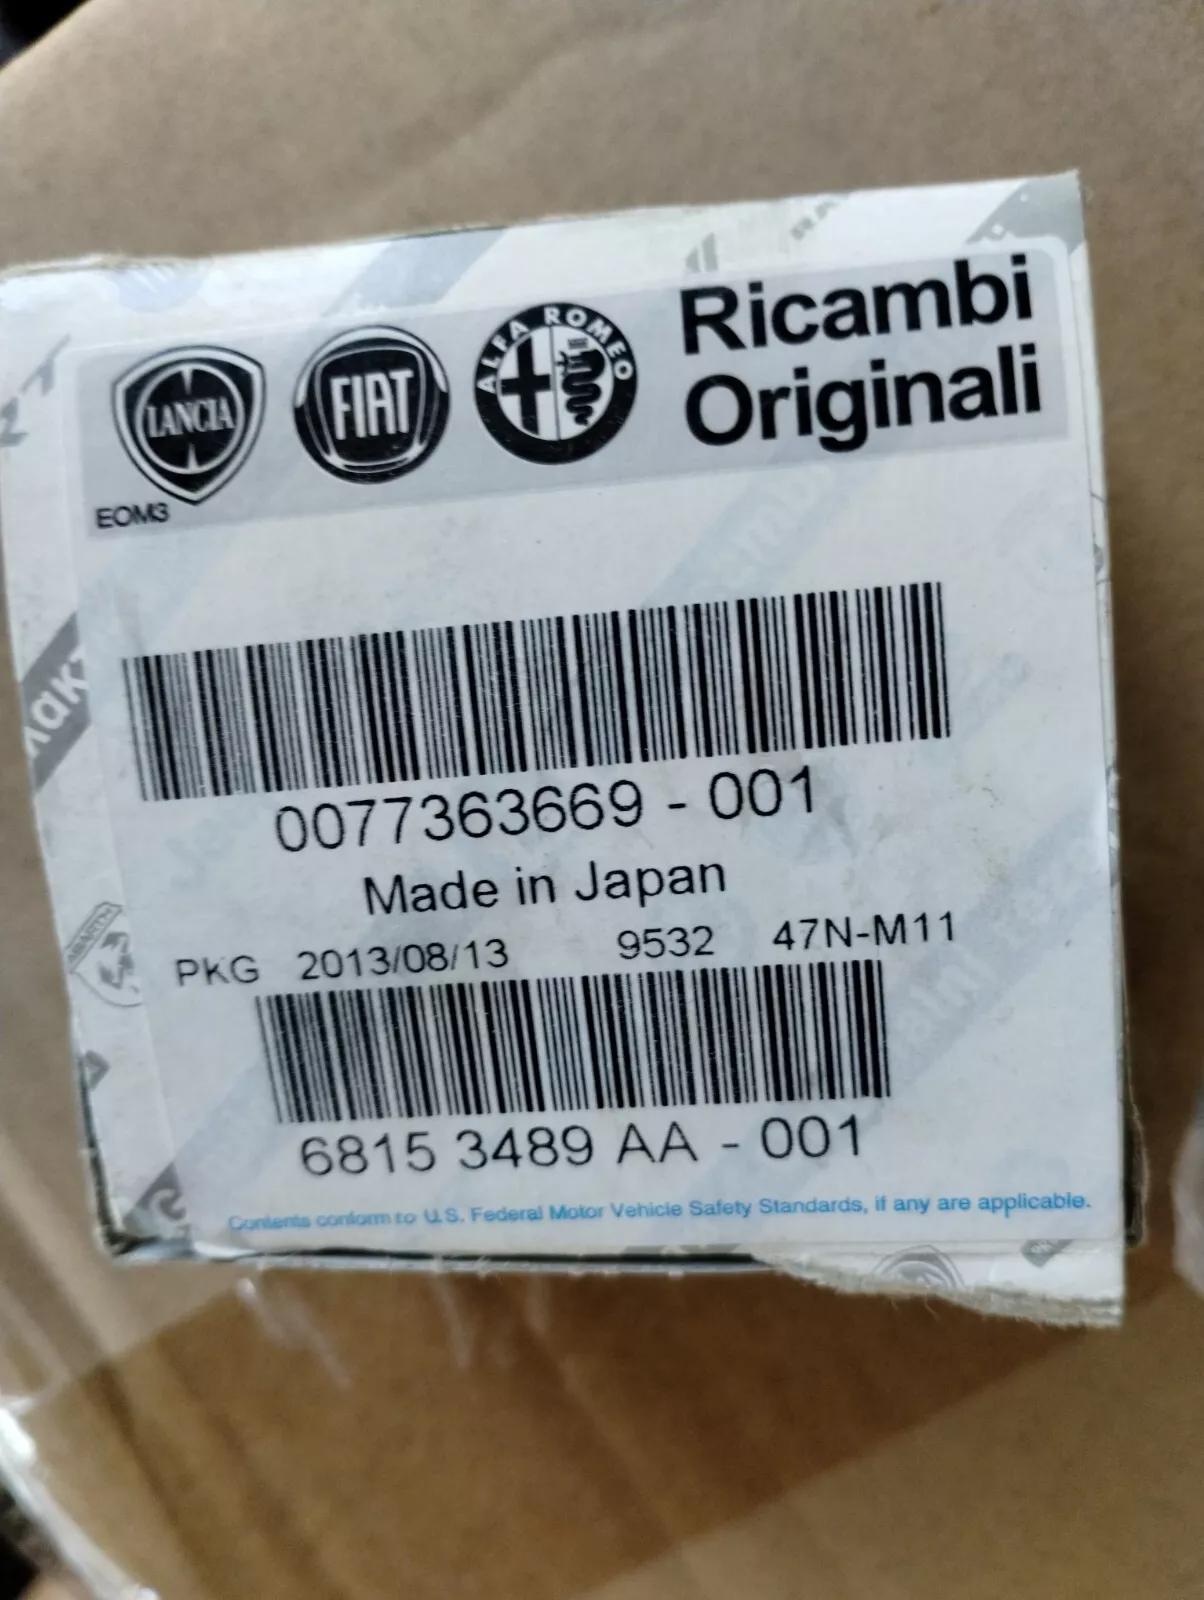 LANCIA
FIAT
ALFA ROMEO
Ricambi
Originali
EOM3
0077363669 - 001
Made in Japan
PKG 2013/08/13 9532 47N-M11
ABARTH
6815 3489 AA - 001
Contents conform to U.S. Federal Motor Vehicle Safety Standards, if any are applicable.